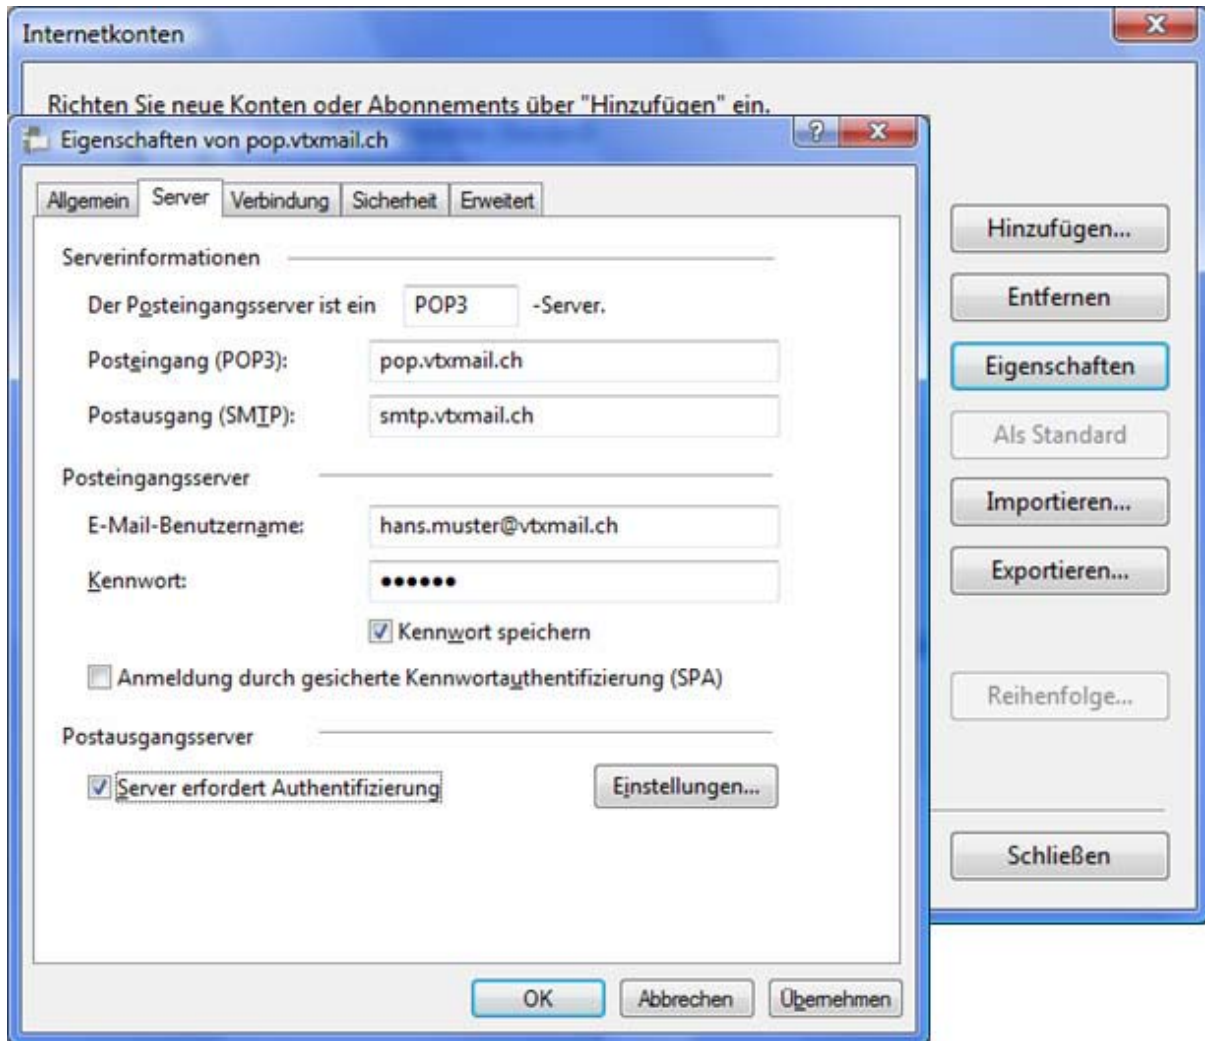 Internetkonten
Richten Sie neue Konten oder Abonnements über "Hinzufügen" ein.
Eigenschaften von pop.vtxmail.ch
Allgemein Server Verbindung Sicherheit Erweitert
Serverinformationen
Der Posteingangsserver ist ein POP3 -Server.
Posteingang (POP3): pop.vtxmail.ch
Postausgang (SMTP): smtp.vtxmail.ch
Posteingangsserver
E-Mail-Benutzername: hans.muster@vtxmail.ch
Kennwort: ••••••
Kennwort speichern
Anmeldung durch gesicherte Kennwortauthentifizierung (SPA)
Postausgangsserver
Server erfordert Authentifizierung Einstellungen...
OK Abbrechen Übernehmen
Hinzufügen...
Entfernen
Eigenschaften
Als Standard
Importieren...
Exportieren...
Reihenfolge...
Schließen